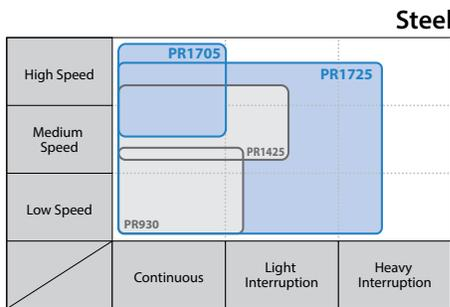 Steel
High Speed
PR1705
PR1725
Medium
Speed
PR1425
Low Speed
PR930
Continuous
Light
Interruption
Heavy
Interruption